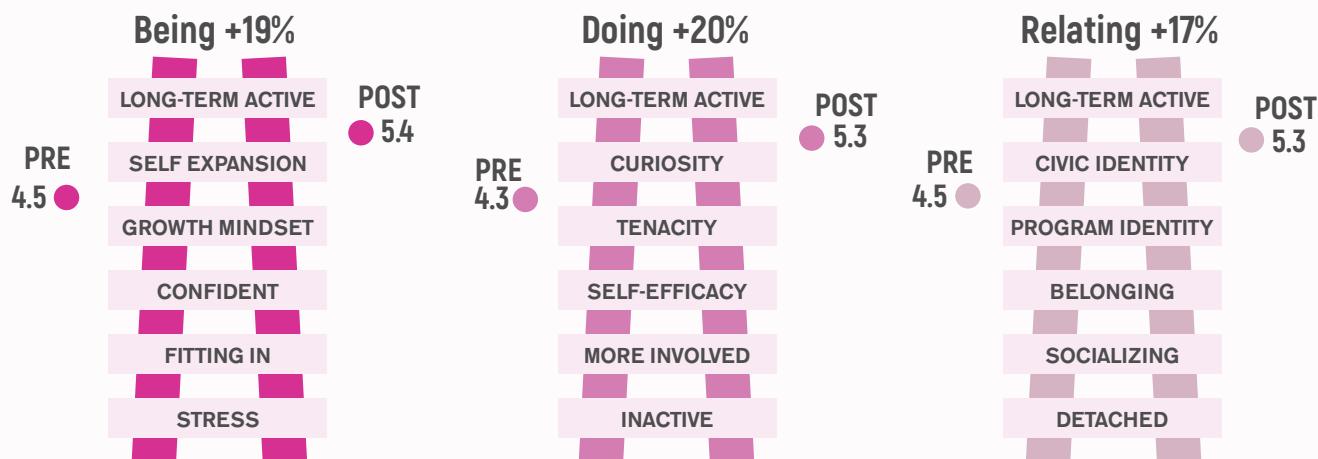 Being +19%
LONG-TERM ACTIVE
SELF EXPANSION
GROWTH MINDSET
CONFIDENT
FITTING IN
STRESS
PRE
4.5
POST
5.4
Doing +20%
LONG-TERM ACTIVE
CURIOSITY
TENACITY
SELF-EFFICACY
MORE INVOLVED
INACTIVE
PRE
4.3
POST
5.3
Relating +17%
LONG-TERM ACTIVE
CIVIC IDENTITY
PROGRAM IDENTITY
BELONGING
SOCIALIZING
DETACHED
PRE
4.5
POST
5.3